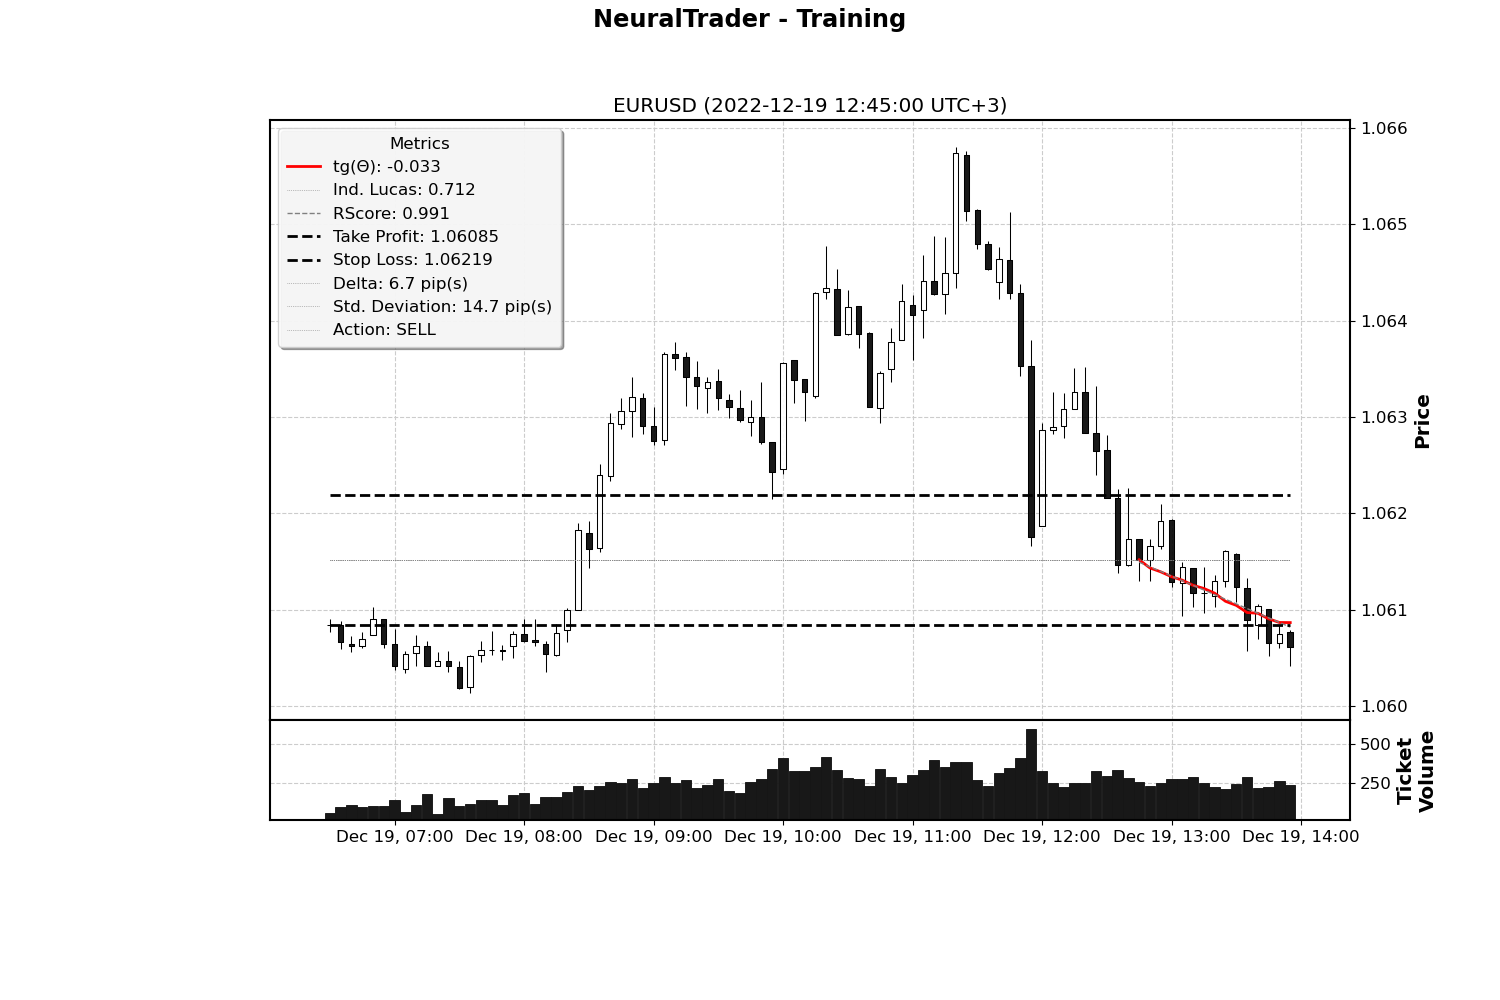 NeuralTrader - Training
EURUSD (2022-12-19 12:45:00 UTC+3)
Metrics
tg(Θ): -0.033
Ind. Lucas: 0.712
RScore: 0.991
Take Profit: 1.06085
Stop Loss: 1.06219
Delta: 6.7 pip(s)
Std. Deviation: 14.7 pip(s)
Action: SELL
1.066
1.065
1.064
1.063
1.062
1.061
1.060
Price
500
250
Ticket
Volume
Dec 19, 07:00
Dec 19, 08:00
Dec 19, 09:00
Dec 19, 10:00
Dec 19, 11:00
Dec 19, 12:00
Dec 19, 13:00
Dec 19, 14:00